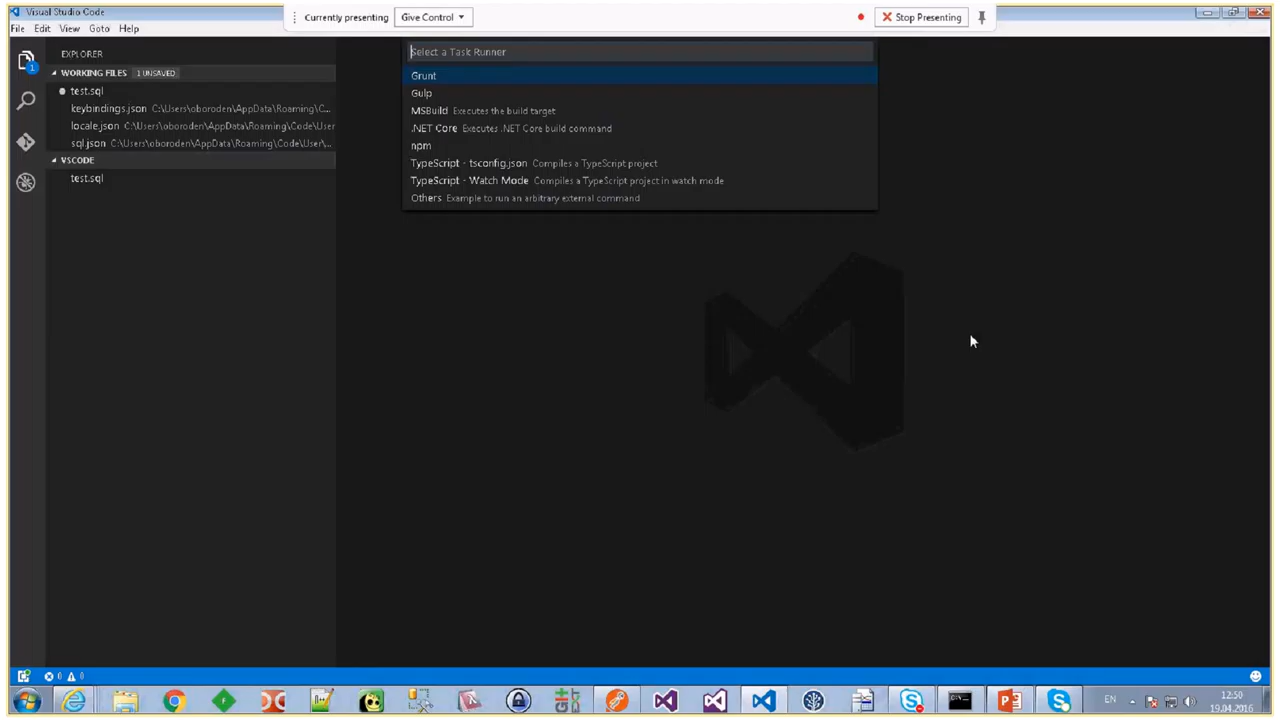 Visual Studio Code
Currently presenting Give Control Stop Presenting
File Edit View Goto Help
EXPLORER
WORKING FILES 1 UNSAVED
test.sql
keybindings.json C:\Users\oboroden\AppData\Roaming\C...
locale.json C:\Users\oboroden\AppData\Roaming\Code\User
sql.json C:\Users\oboroden\AppData\Roaming\Code\User\...
VSCODE
test.sql
Select a Task Runner
Grunt
Gulp
MSBuild Executes the build target
.NET Core Executes .NET Core build command
npm
TypeScript - tsconfig.json Compiles a TypeScript project
TypeScript - Watch Mode Compiles a TypeScript project in watch mode
Others Example to run an arbitrary external command
1
0 0
EN
12:50
19.04.2016